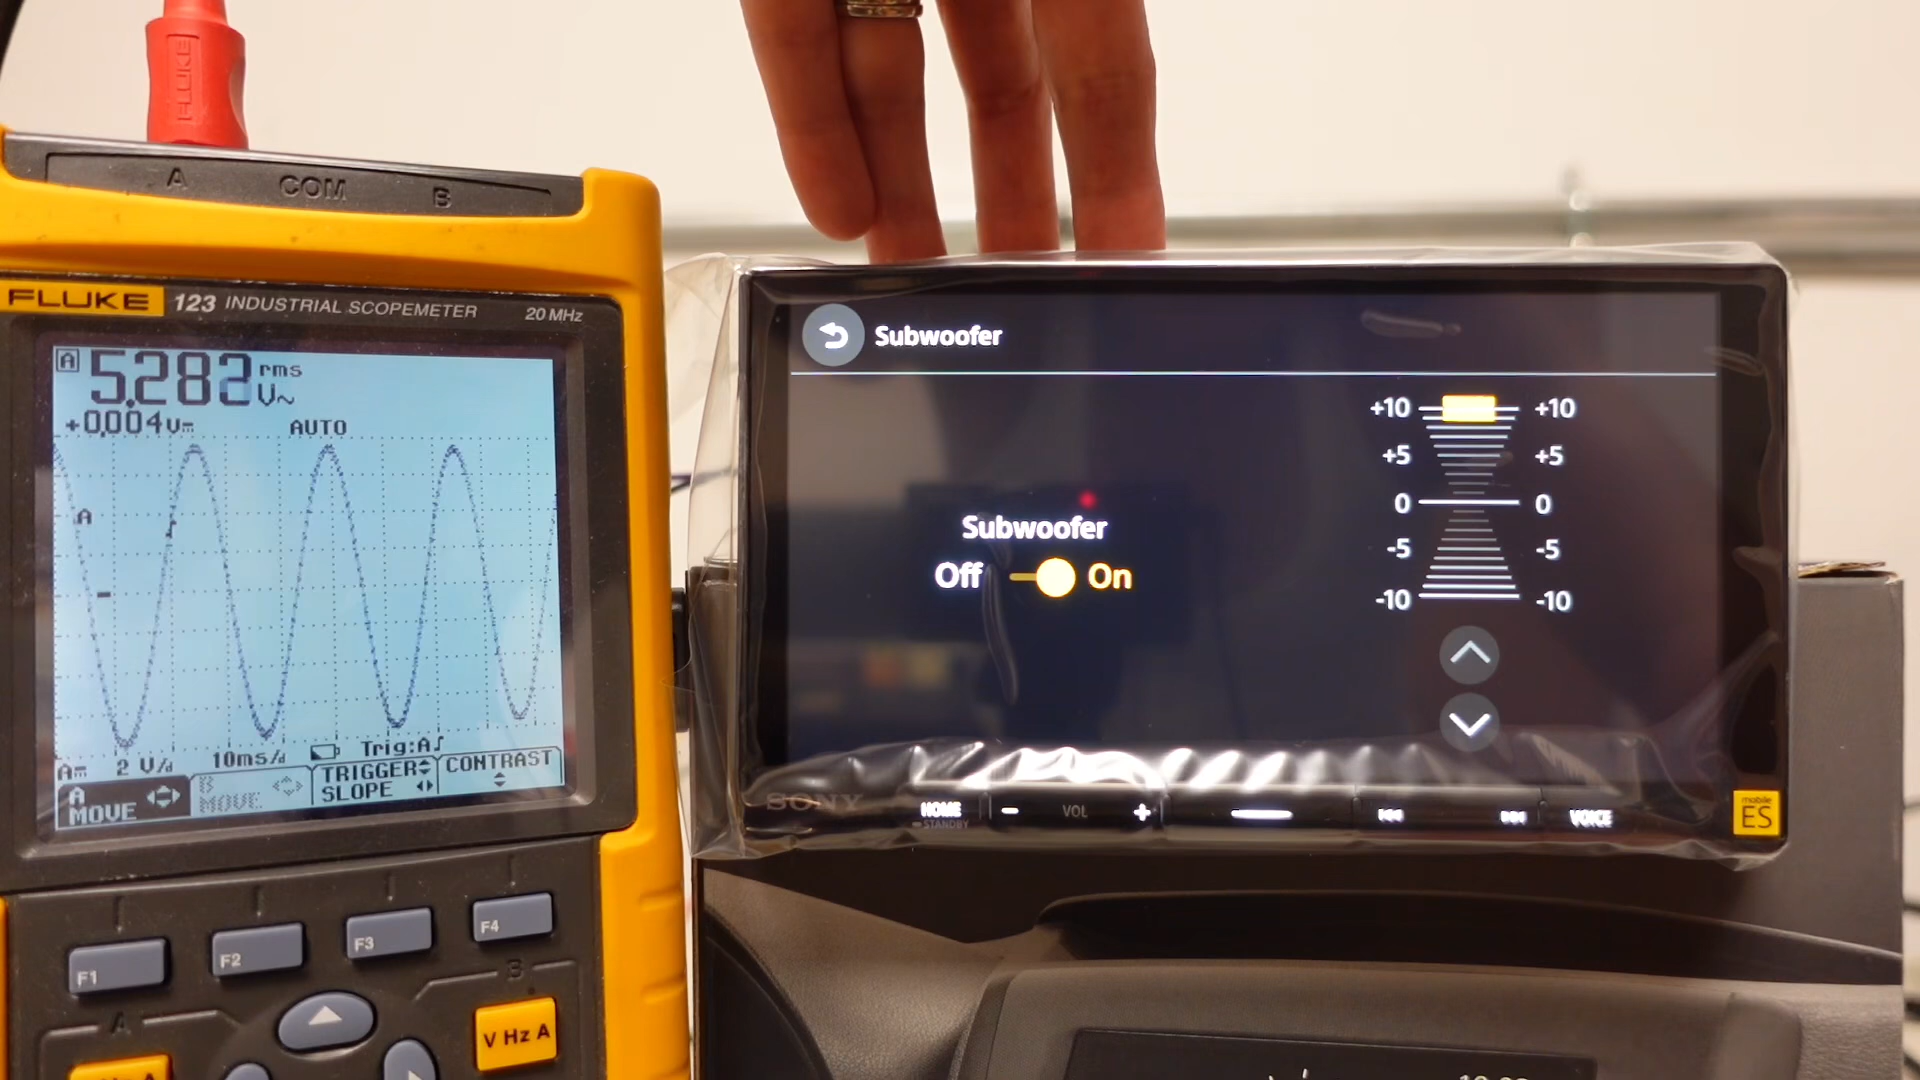 FLUKE
A COM B
FLUKE 123 INDUSTRIAL SCOPEMETER 20 MHz
A 5.282 rms V~
+0.004 V
AUTO
A
A 2 V/d 10ms/d Trig:A
A MOVE
B MOVE
TRIGGER SLOPE
CONTRAST
F1 F2 F3 F4
A B
V Hz A
Subwoofer
Subwoofer
Off On
+10 +10
+5 +5
0 0
-5 -5
-10 -10
SONY HOME STANDBY - VOL + VOICE
mobile ES